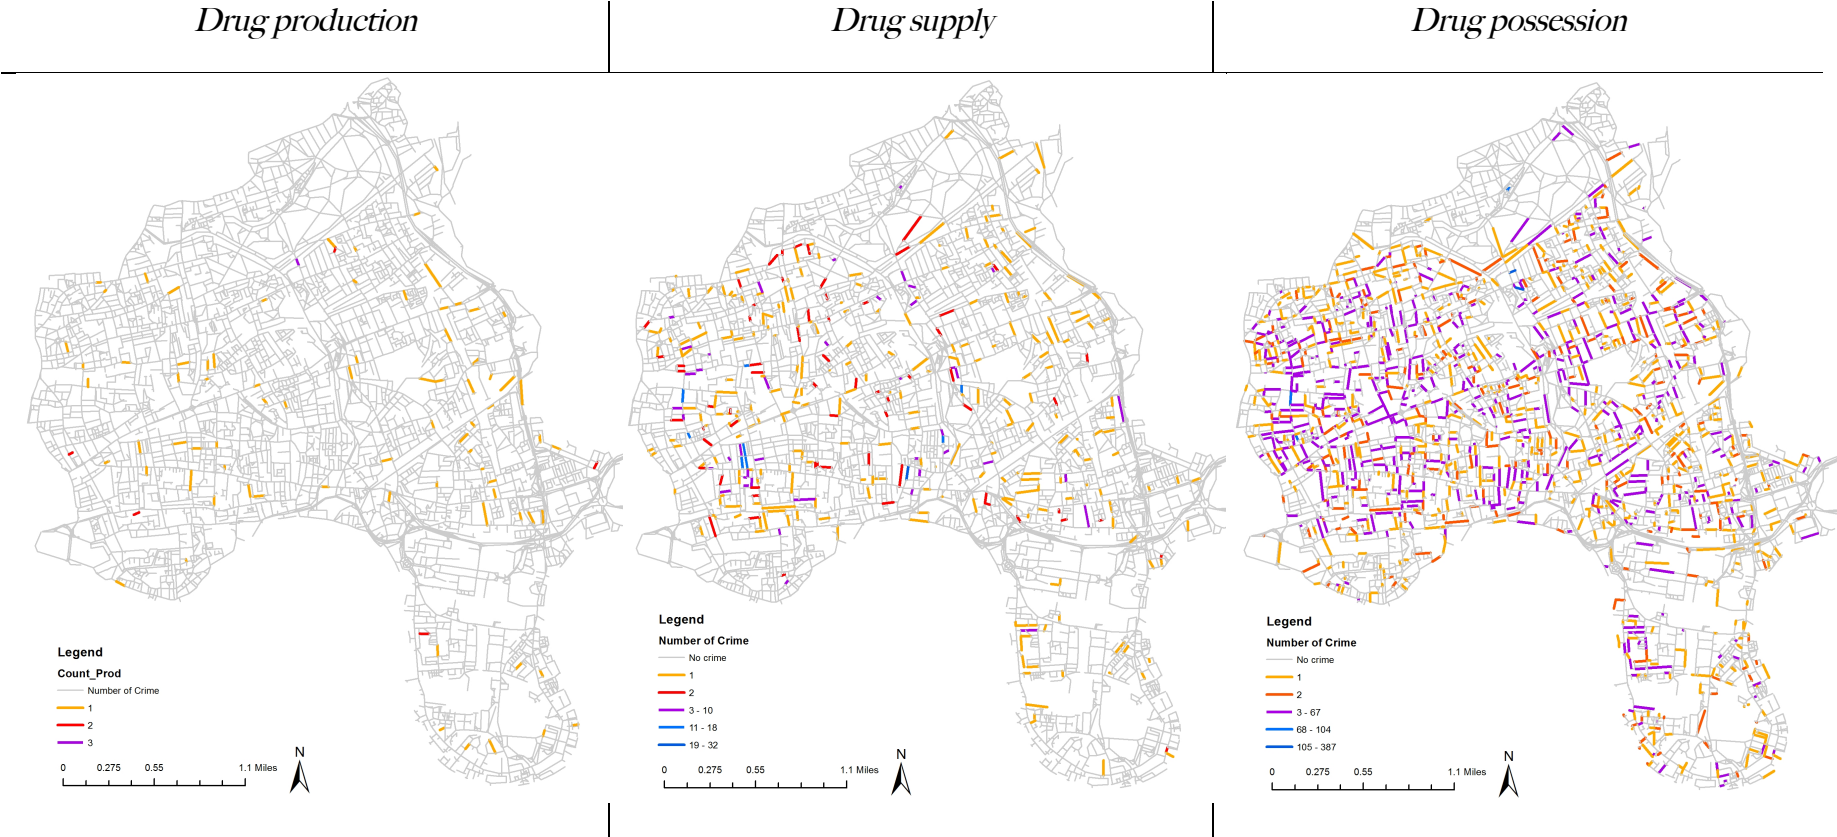 Drug production
Drug supply
Drug possession
Legend
Count_Prod
Number of Crime
1
2
3
0 0.275 0.55 1.1 Miles
N
Legend
Number of Crime
No crime
1
2
3 - 10
11 - 18
19 - 32
0 0.275 0.55 1.1 Miles
N
Legend
Number of Crime
No crime
1
2
3 - 67
68 - 104
105 - 387
0 0.275 0.55 1.1 Miles
N